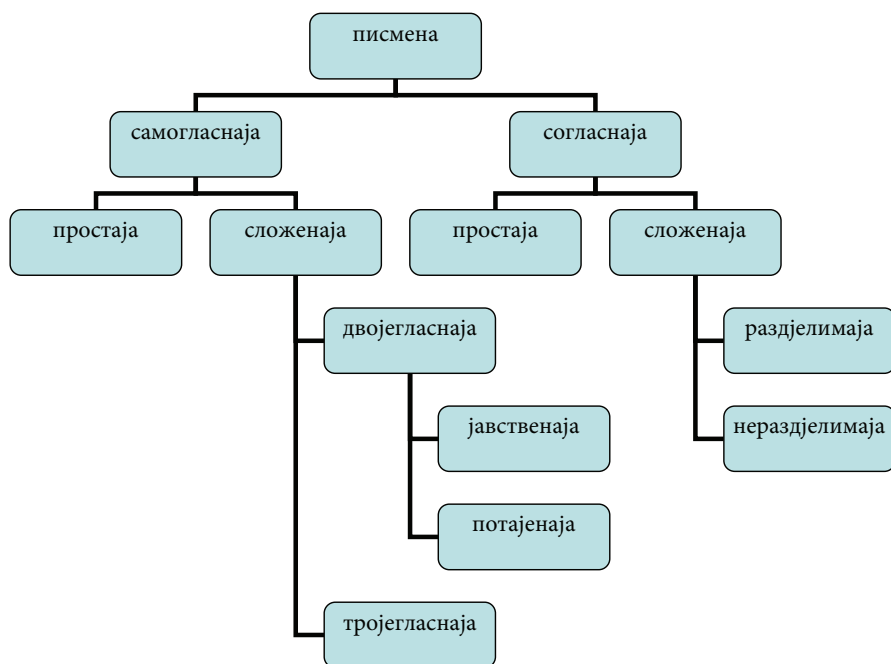 писмена
самогласнаја
согласнаја
простаја
сложенаја
простаја
сложенаја
двојегласнаја
раздјелимаја
јавственаја
нераздјелимаја
потајенаја
тројегласнаја